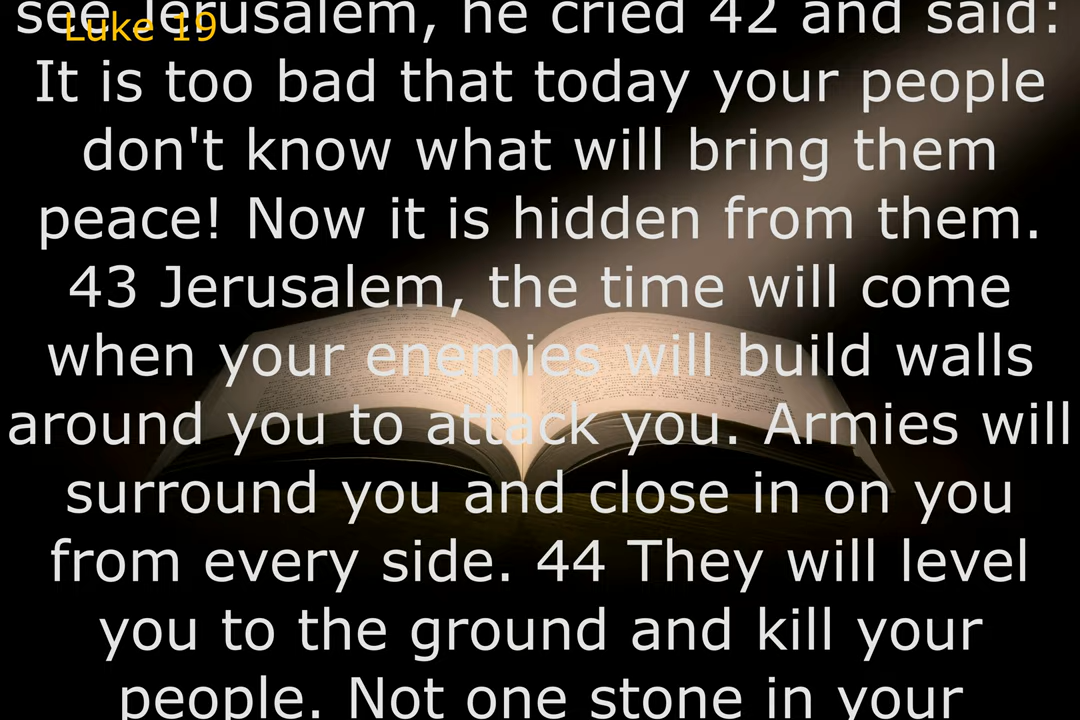 Luke 19
see Jerusalem, he cried 42 and said:
It is too bad that today your people
don't know what will bring them
peace! Now it is hidden from them.
43 Jerusalem, the time will come
when your enemies will build walls
around you to attack you. Armies will
surround you and close in on you
from every side. 44 They will level
you to the ground and kill your
people. Not one stone in your